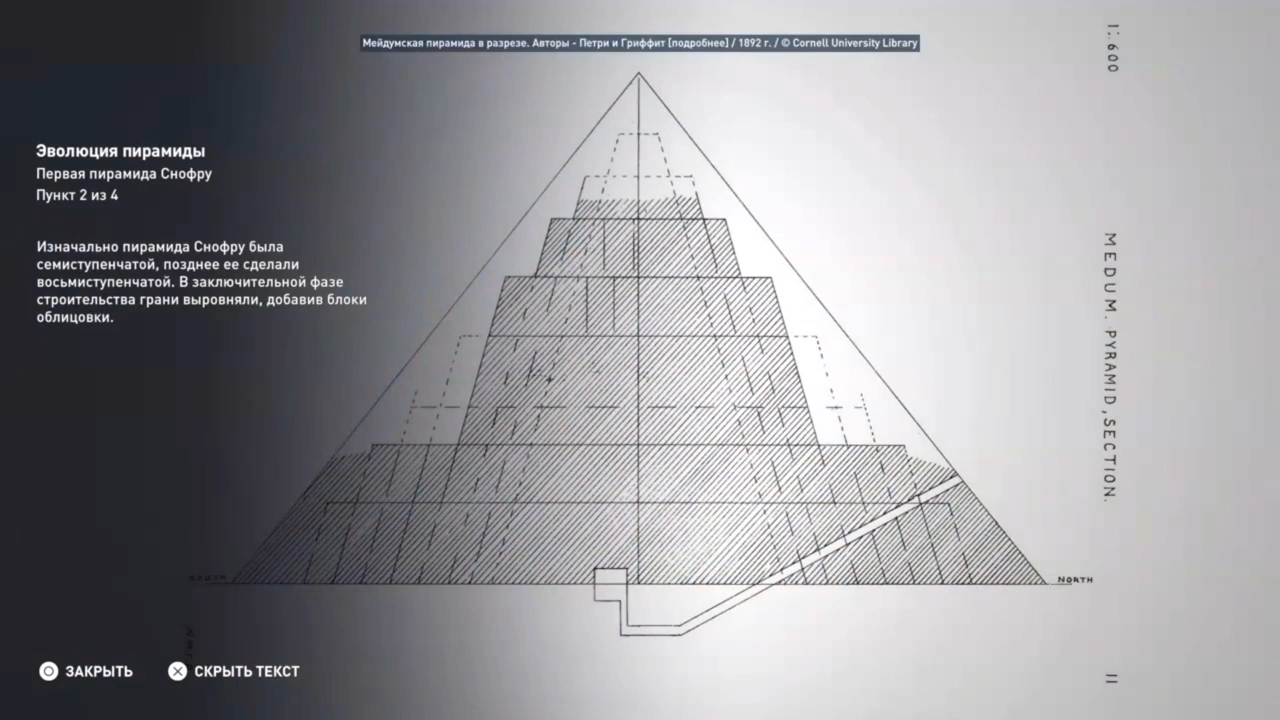 Мейдумская пирамида в разрезе. Авторы - Петри и Гриффит [подробнее] / 1892 г. / © Cornell University Library
1:600
Эволюция пирамиды
Первая пирамида Снофру
Пункт 2 из 4
Изначально пирамида Снофру была
семиступенчатой, позднее ее сделали
восьмиступенчатой. В заключительной фазе
строительства грани выровняли, добавив блоки
облицовки.
MEDUM. PYRAMID, SECTION.
SOUTH
NORTH
ЗАКРЫТЬ
СКРЫТЬ ТЕКСТ
II